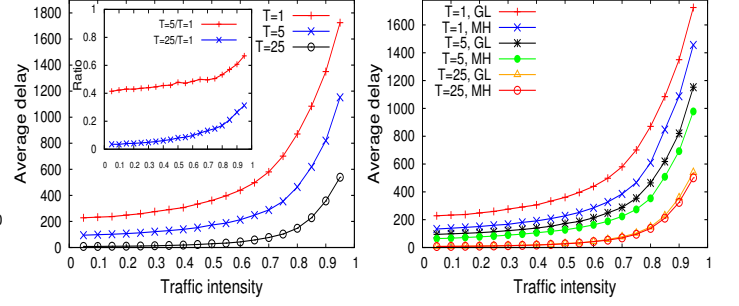 0
Average delay
1800
1600
1400
1200
1000
800
600
400
200
0
0 0.1 0.2 0.3 0.4 0.5 0.6 0.7 0.8 0.9 1
Traffic intensity
T=1
T=5
T=25
Ratio
1
0.8
0.6
0.4
0.2
0
0 0.1 0.2 0.3 0.4 0.5 0.6 0.7 0.8 0.9 1
T=5/T=1
T=25/T=1
Average delay
1800
1600
1400
1200
1000
800
600
400
200
0
0 0.1 0.2 0.3 0.4 0.5 0.6 0.7 0.8 0.9 1
Traffic intensity
T=1, GL
T=1, MH
T=5, GL
T=5, MH
T=25, GL
T=25, MH